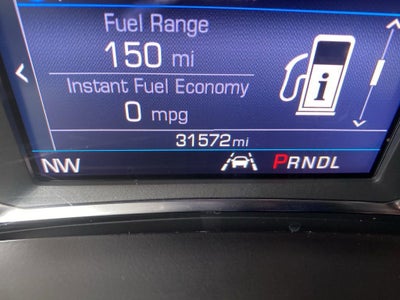 Fuel Range
150 mi
Instant Fuel Economy
0 mpg
i
31572mi
NW PRNDL